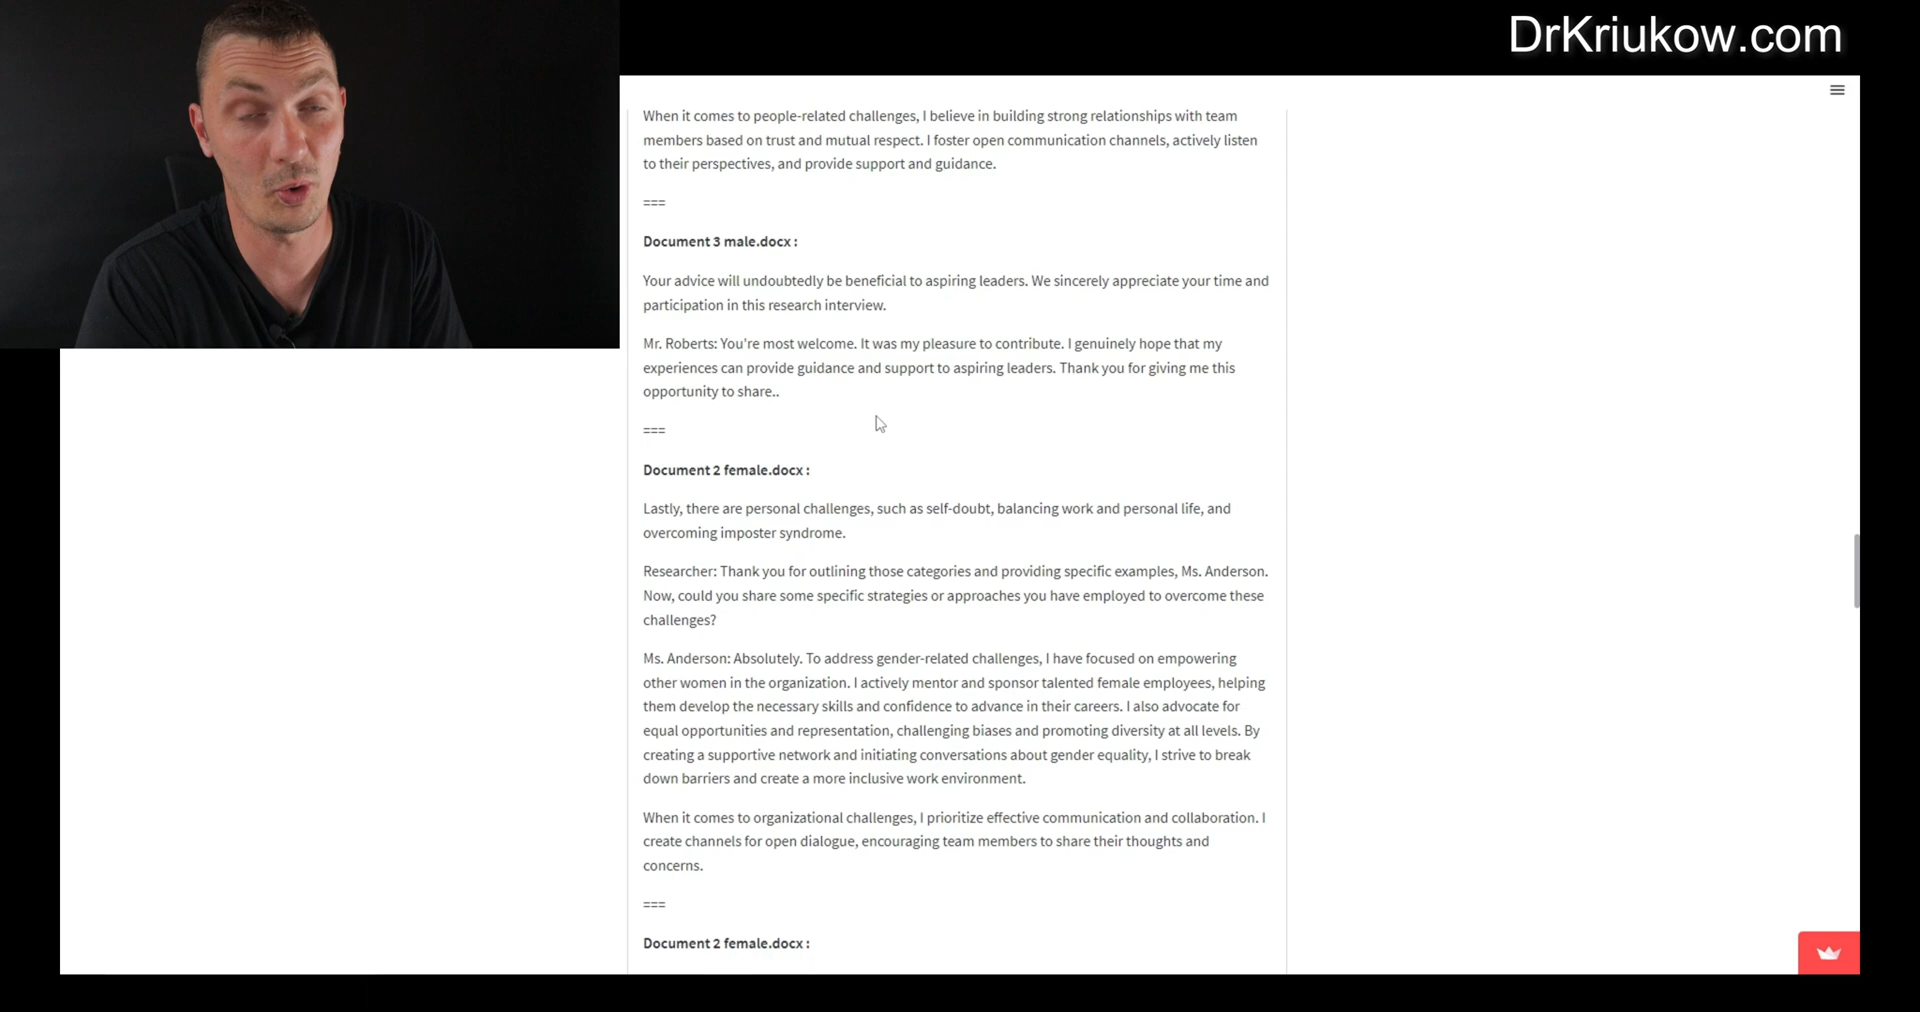 DrKriukow.com
When it comes to people-related challenges, I believe in building strong relationships with team
members based on trust and mutual respect. I foster open communication channels, actively listen
to their perspectives, and provide support and guidance.
===
Document 3 male.docx :
Your advice will undoubtedly be beneficial to aspiring leaders. We sincerely appreciate your time and
participation in this research interview.
Mr. Roberts: You're most welcome. It was my pleasure to contribute. I genuinely hope that my
experiences can provide guidance and support to aspiring leaders. Thank you for giving me this
opportunity to share..
===
Document 2 female.docx :
Lastly, there are personal challenges, such as self-doubt, balancing work and personal life, and
overcoming imposter syndrome.
Researcher: Thank you for outlining those categories and providing specific examples, Ms. Anderson.
Now, could you share some specific strategies or approaches you have employed to overcome these
challenges?
Ms. Anderson: Absolutely. To address gender-related challenges, I have focused on empowering
other women in the organization. I actively mentor and sponsor talented female employees, helping
them develop the necessary skills and confidence to advance in their careers. I also advocate for
equal opportunities and representation, challenging biases and promoting diversity at all levels. By
creating a supportive network and initiating conversations about gender equality, I strive to break
down barriers and create a more inclusive work environment.
When it comes to organizational challenges, I prioritize effective communication and collaboration. I
create channels for open dialogue, encouraging team members to share their thoughts and
concerns.
===
Document 2 female.docx :